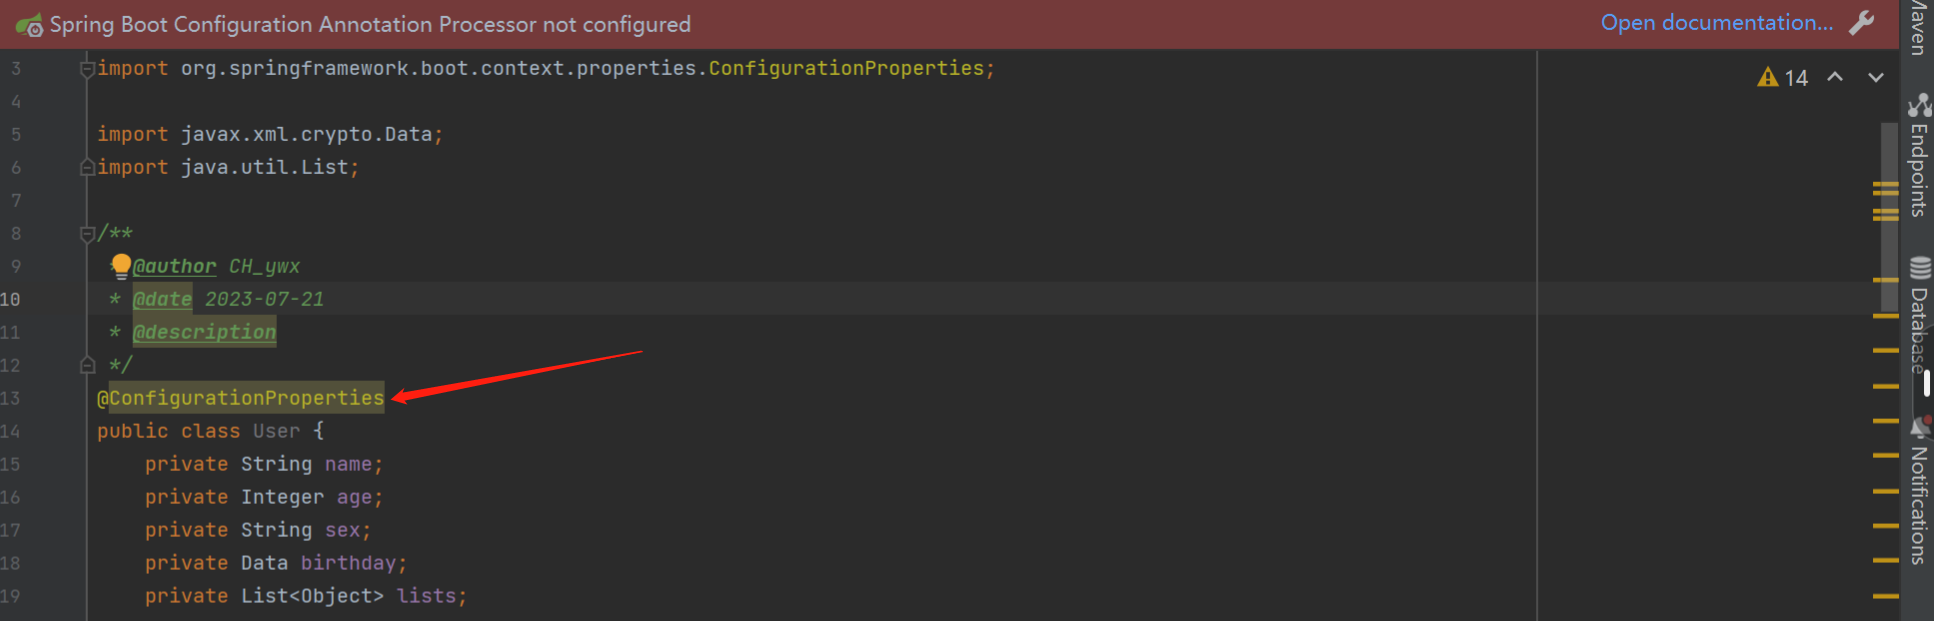 Spring Boot Configuration Annotation Processor not configured
Open documentation...
3 import org.springframework.boot.context.properties.ConfigurationProperties;
14
4
5 import javax.xml.crypto.Data;
6 import java.util.List;
7
8 /**
9 * @author CH_ywx
10 * @date 2023-07-21
11 * @description
12 */
13 @ConfigurationProperties
14 public class User {
15 private String name;
16 private Integer age;
17 private String sex;
18 private Data birthday;
19 private List<Object> lists;
Maven
Endpoints
Database
Notifications